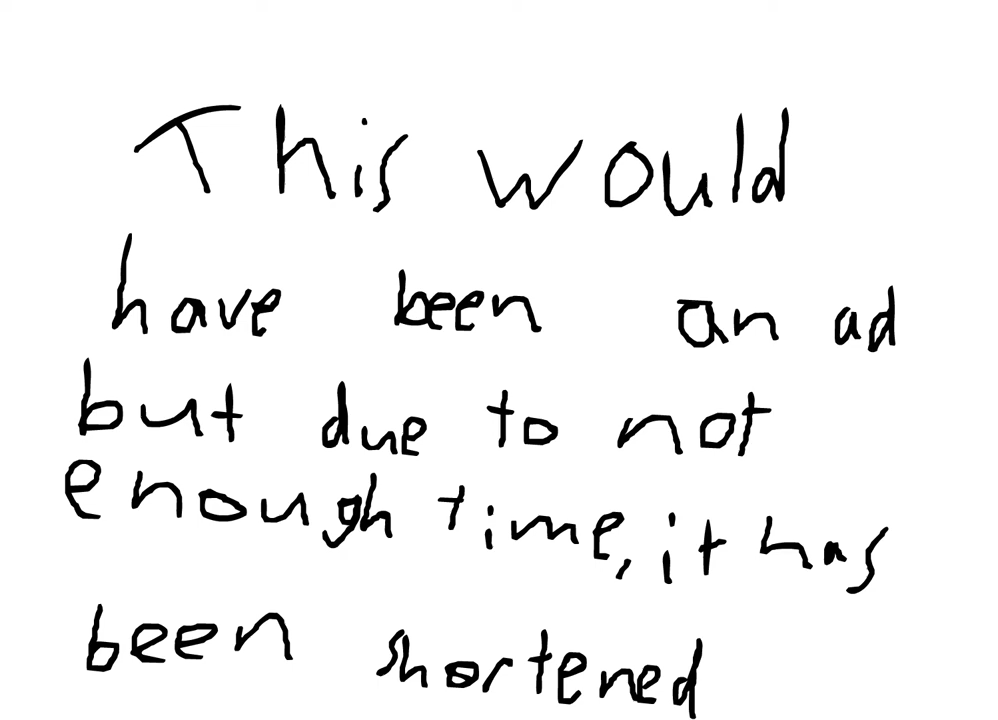 This would
have been an ad
but due to not
enough time, it has
been shortened